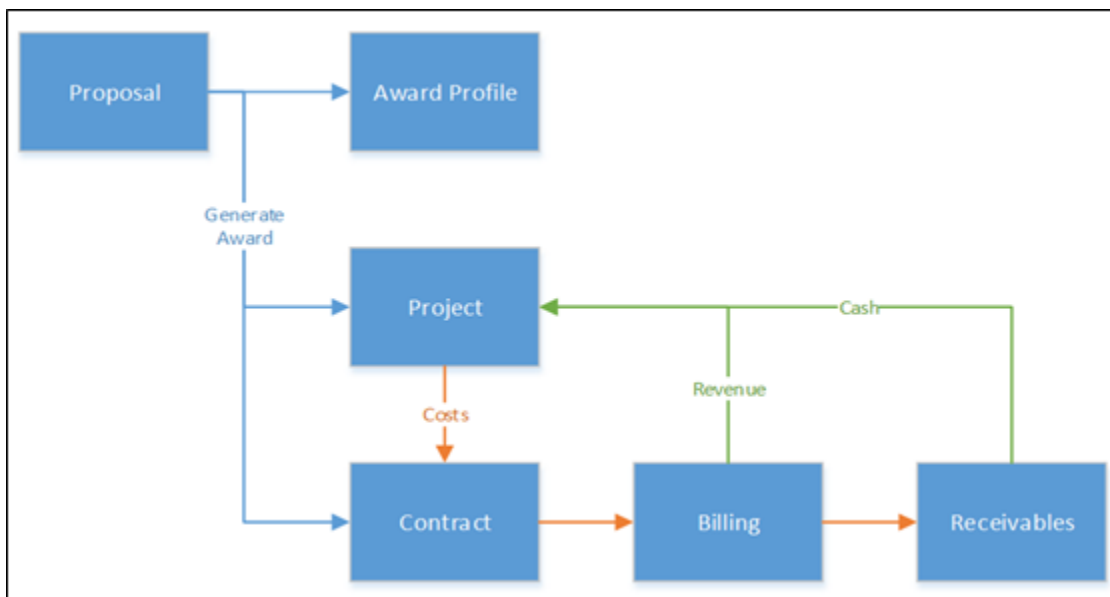 Proposal
Award Profile
Generate
Award
Project
Cash
Revenue
Costs
Contract
Billing
Receivables